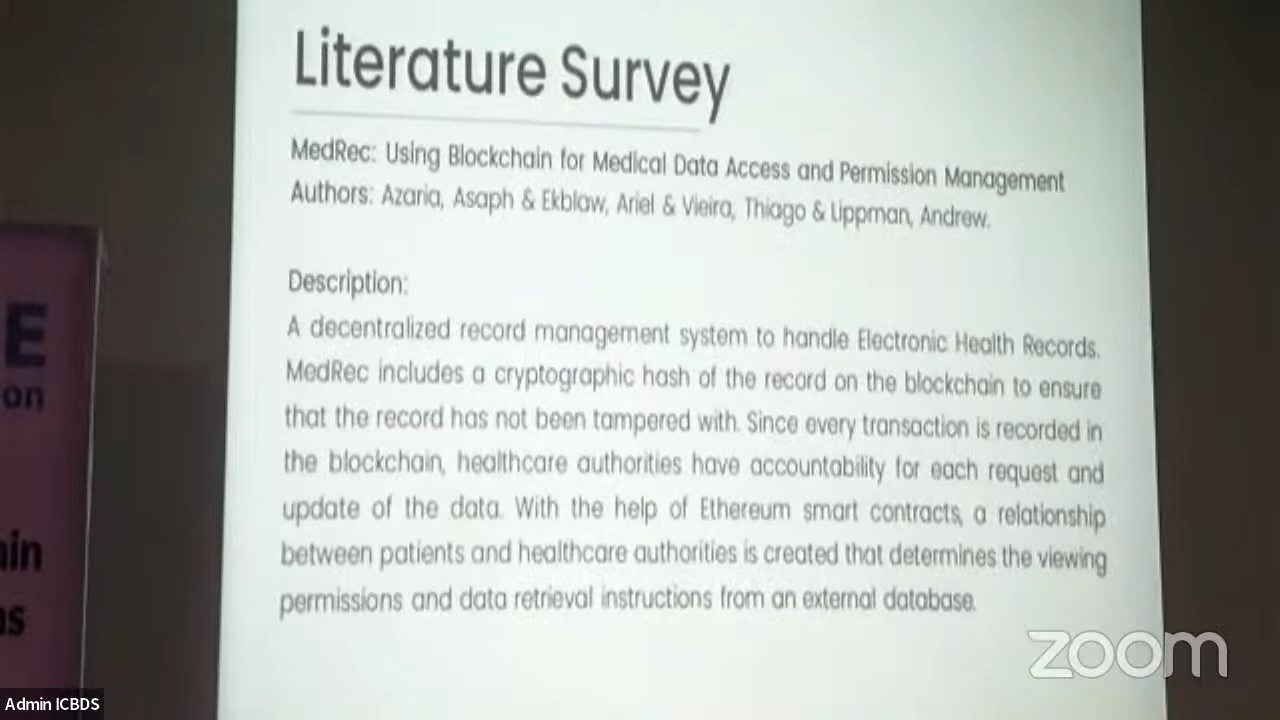 Literature Survey
MedRec: Using Blockchain for Medical Data Access and Permission Management
Authors: Azaria, Asaph & Ekblaw, Ariel & Vieira, Thiago & Lippman, Andrew.
Description:
A decentralized record management system to handle Electronic Health Records.
MedRec includes a cryptographic hash of the record on the blockchain to ensure
that the record has not been tampered with. Since every transaction is recorded in
the blockchain, healthcare authorities have accountability for each request and
update of the data. With the help of Ethereum smart contracts, a relationship
between patients and healthcare authorities is created that determines the viewing
permissions and data retrieval instructions from an external database.
E
on
ain
as
zoom
Admin ICBDS